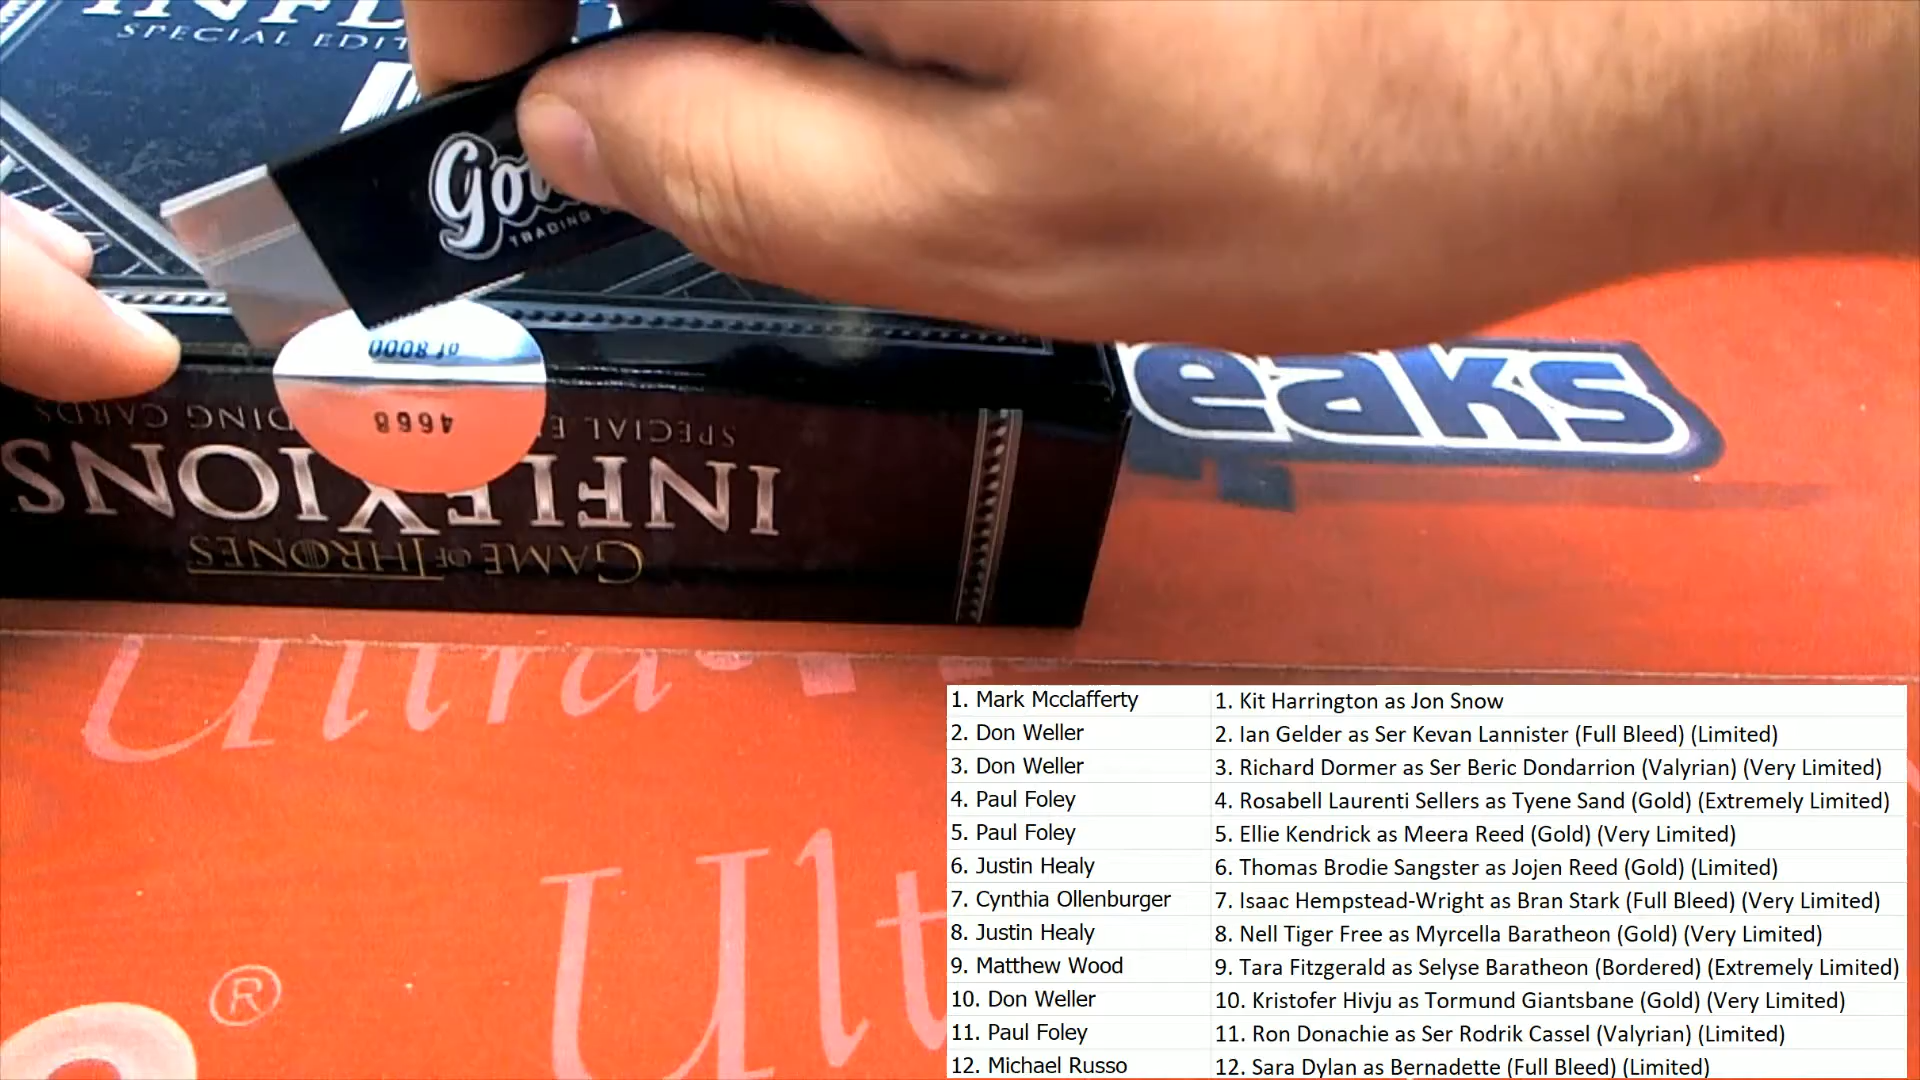 SPECIAL EDIT
TRADING
of 8000
4668
SPECIAL E
DING CARDS
INFLEXIONS
GAME OF THRONES
eaks
Ultra
®
1. Mark Mcclafferty 1. Kit Harrington as Jon Snow
2. Don Weller 2. Ian Gelder as Ser Kevan Lannister (Full Bleed) (Limited)
3. Don Weller 3. Richard Dormer as Ser Beric Dondarrion (Valyrian) (Very Limited)
4. Paul Foley 4. Rosabell Laurenti Sellers as Tyene Sand (Gold) (Extremely Limited)
5. Paul Foley 5. Ellie Kendrick as Meera Reed (Gold) (Very Limited)
6. Justin Healy 6. Thomas Brodie Sangster as Jojen Reed (Gold) (Limited)
7. Cynthia Ollenburger 7. Isaac Hempstead-Wright as Bran Stark (Full Bleed) (Very Limited)
8. Justin Healy 8. Nell Tiger Free as Myrcella Baratheon (Gold) (Very Limited)
9. Matthew Wood 9. Tara Fitzgerald as Selyse Baratheon (Bordered) (Extremely Limited)
10. Don Weller 10. Kristofer Hivju as Tormund Giantsbane (Gold) (Very Limited)
11. Paul Foley 11. Ron Donachie as Ser Rodrik Cassel (Valyrian) (Limited)
12. Michael Russo 12. Sara Dylan as Bernadette (Full Bleed) (Limited)